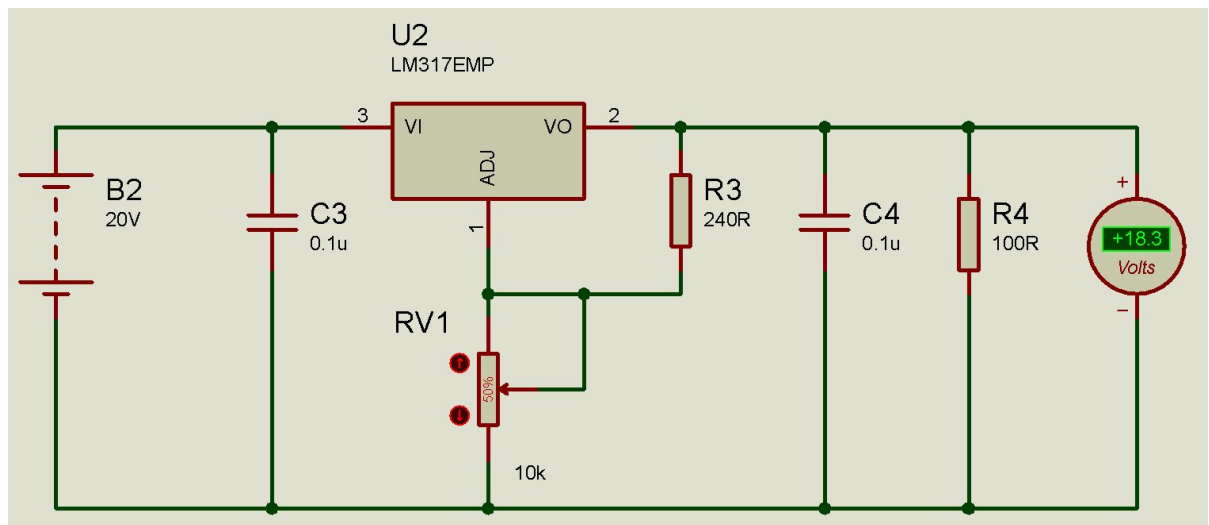 U2
LM317EMP
3
VI
VO
2
ADJ
1
B2
20V
C3
0.1u
R3
240R
C4
0.1u
R4
100R
+
+18.3
Volts
−
RV1
50%
10k